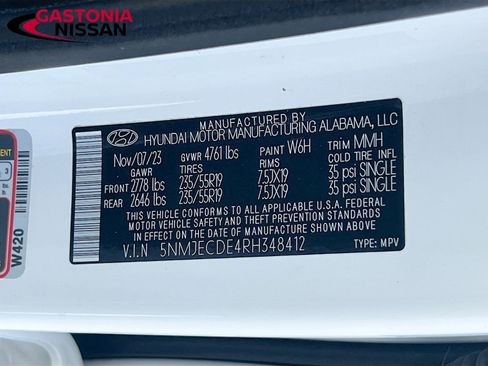 GASTONIA
NISSAN
MANUFACTURED BY
HYUNDAI MOTOR MANUFACTURING ALABAMA, LLC
Nov/07/23 GVWR 4761 lbs PAINT W6H TRIM MMH
GAWR TIRES RIMS COLD TIRE INFL.
FRONT 2778 lbs 235/55R19 7.5JX19 35 psi SINGLE
REAR 2646 lbs 235/55R19 7.5JX19 35 psi SINGLE
THIS VEHICLE CONFORMS TO ALL APPLICABLE U.S.A. FEDERAL
MOTOR VEHICLE SAFETY AND THEFT PREVENTION STANDARDS
IN EFFECT ON THE DATE OF MANUFACTURE SHOWN ABOVE.
V.I.N 5NMJECDE4RH348412 TYPE: MPV
W420
3
lbs.